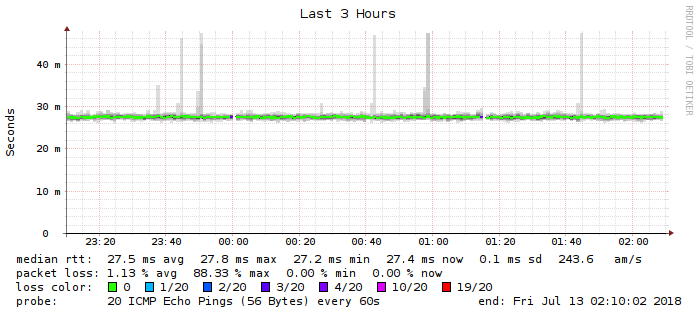 Last 3 Hours
RRDTOOL / TOBI OETIKER
Seconds
40 m
30 m
20 m
10 m
0
23:20 23:40 00:00 00:20 00:40 01:00 01:20 01:40 02:00
median rtt: 27.5 ms avg 27.8 ms max 27.2 ms min 27.4 ms now 0.1 ms sd 243.6 am/s
packet loss: 1.13 % avg 88.33 % max 0.00 % min 0.00 % now
loss color: 0 1/20 2/20 3/20 4/20 10/20 19/20
probe: 20 ICMP Echo Pings (56 Bytes) every 60s end: Fri Jul 13 02:10:02 2018